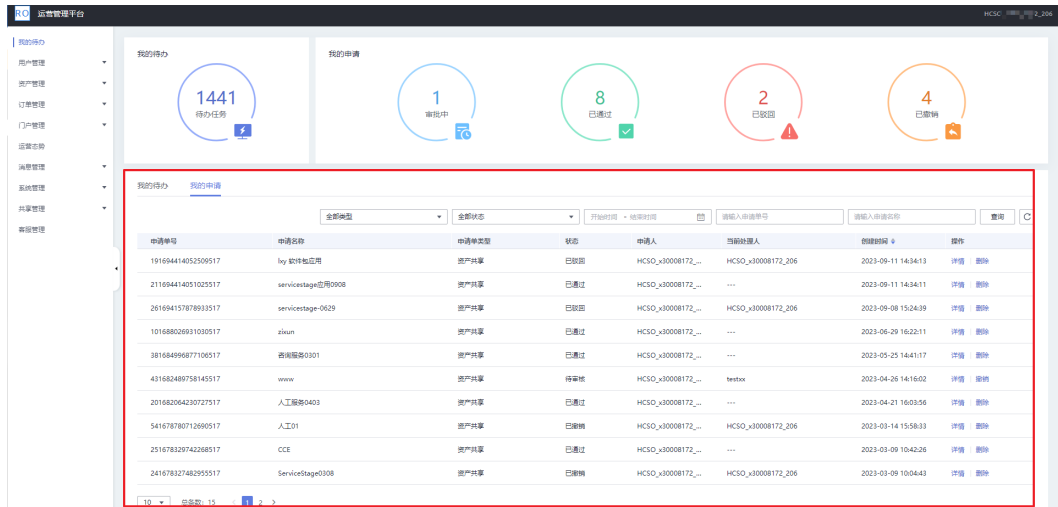 RO 运营管理平台
HCSO 2_206
我的待办
用户管理
资产管理
订单管理
门户管理
运营态势
消息管理
系统管理
共享管理
客服管理
我的待办
1441
待办任务
我的申请
1
审批中
8
已通过
2
已驳回
4
已撤销
我的待办 我的申请
全部类型 全部状态 开始时间 - 结束时间 请输入申请单号 请输入申请名称 查询
申请单号 申请名称 申请单类型 状态 申请人 当前处理人 创建时间 操作
191694414052509517 lxy 软件包应用 资产共享 已驳回 HCSO_x30008172_... HCSO_x30008172_206 2023-09-11 14:34:13 详情 删除
211694414051025517 servicestage应用0908 资产共享 已通过 HCSO_x30008172_... --- 2023-09-11 14:34:11 详情 删除
261694157878933517 servicestage-0629 资产共享 已驳回 HCSO_x30008172_... HCSO_x30008172_206 2023-09-08 15:24:39 详情 删除
101688026931030517 zixun 资产共享 已通过 HCSO_x30008172_... --- 2023-06-29 16:22:11 详情 删除
381684996877106517 咨询服务0301 资产共享 已通过 HCSO_x30008172_... --- 2023-05-25 14:41:17 详情 删除
431682489758145517 www 资产共享 待审核 HCSO_x30008172_... testxx 2023-04-26 14:16:02 详情 撤销
201682064230727517 人工服务0403 资产共享 已通过 HCSO_x30008172_... --- 2023-04-21 16:03:56 详情 删除
541678780712690517 人工01 资产共享 已撤销 HCSO_x30008172_... HCSO_x30008172_206 2023-03-14 15:58:33 详情 删除
251678329742268517 CCE 资产共享 已通过 HCSO_x30008172_... --- 2023-03-09 10:42:26 详情 删除
241678327482955517 ServiceStage0308 资产共享 已撤销 HCSO_x30008172_... HCSO_x30008172_206 2023-03-09 10:04:43 详情 删除
10 总条数: 15 < 1 2 >